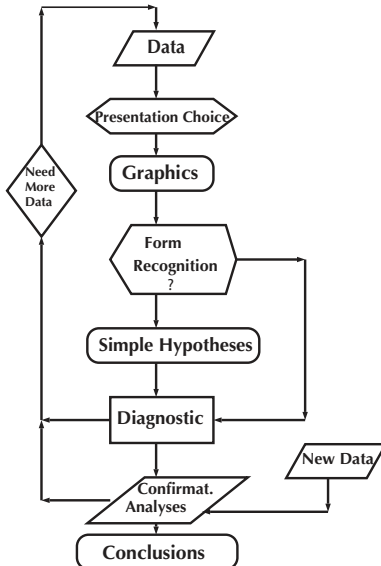 Data
Presentation Choice
Need
More
Data
Graphics
Form
Recognition
?
Simple Hypotheses
Diagnostic
New Data
Confirmat.
Analyses
Conclusions